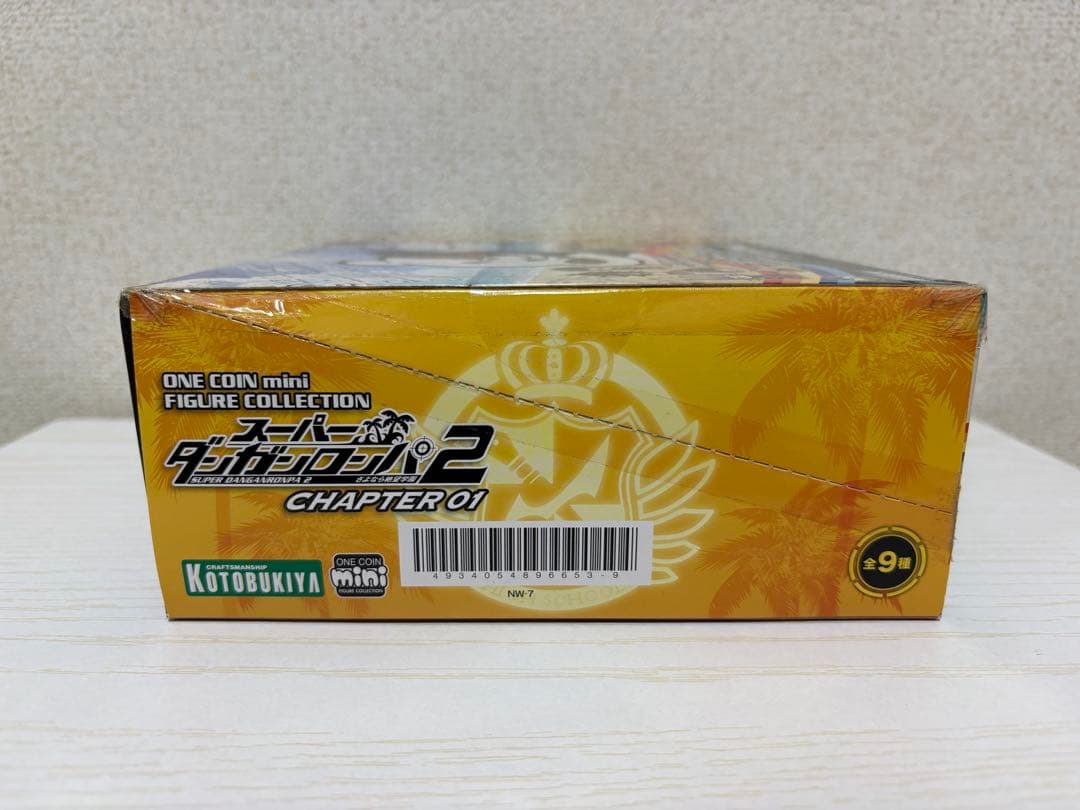 ONE COIN mini
FIGURE COLLECTION
スーパー
ダンガンロンパ2
SUPER DANGANRONPA 2 さよなら絶望学園
CHAPTER 01
CRAFTSMANSHIP
KOTOBUKIYA
ONE COIN
mini
FIGURE COLLECTION
4934054896653-9
NW-7
SCHOOL
全9種